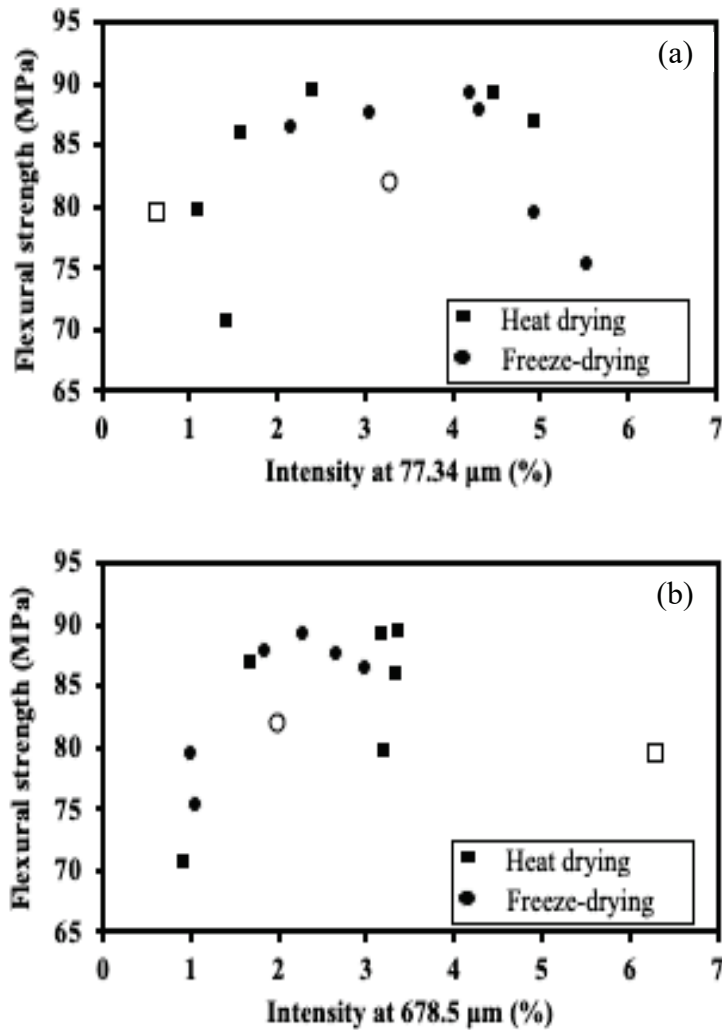 (a)
Flexural strength (MPa)
95
90
85
80
75
70
65
Heat drying
Freeze-drying
0 1 2 3 4 5 6 7
Intensity at 77.34 µm (%)
(b)
Flexural strength (MPa)
95
90
85
80
75
70
65
Heat drying
Freeze-drying
0 1 2 3 4 5 6 7
Intensity at 678.5 µm (%)